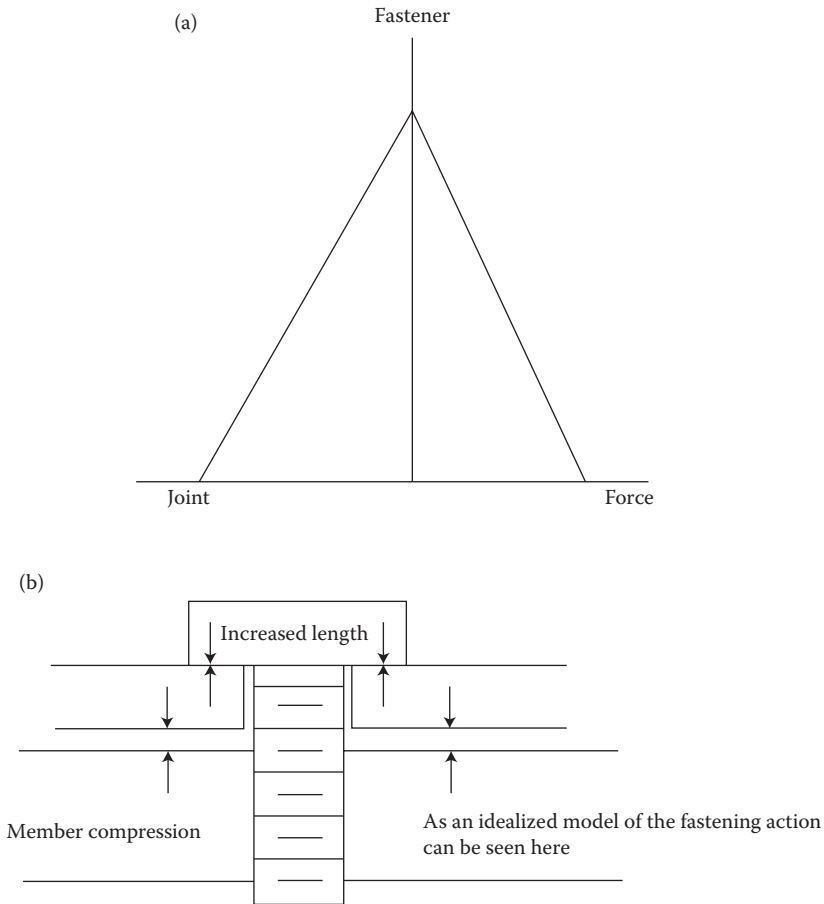 (a)
Fastener
Joint
Force
(b)
Increased length
Member compression
As an idealized model of the fastening action
can be seen here